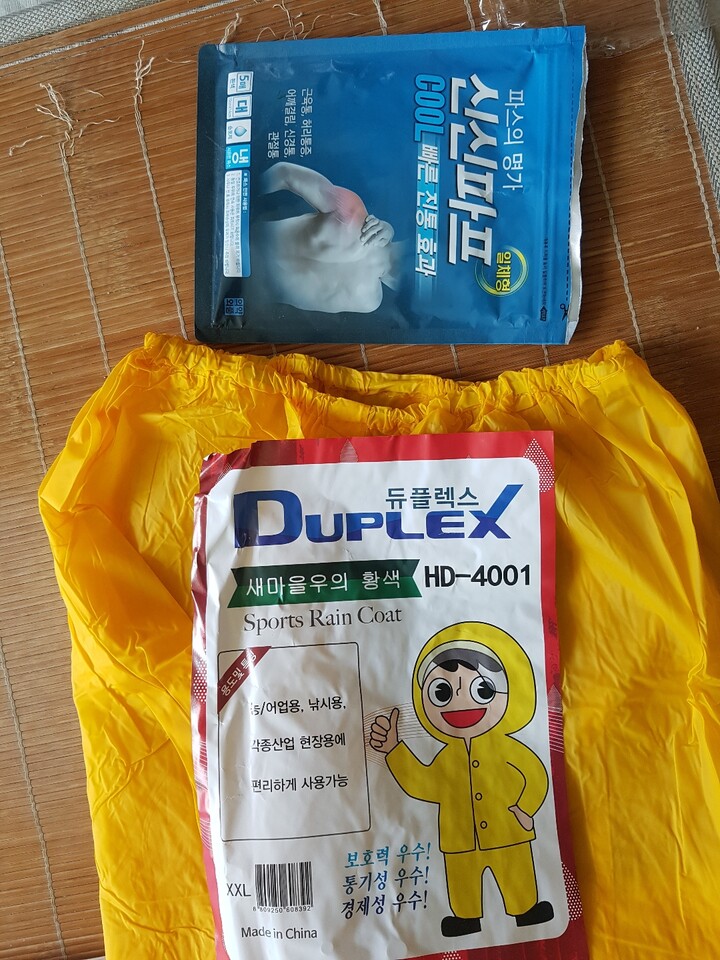 파스의 명가
신신파프
일체형
COOL 빠른 진통 효과
근육통, 허리통증,
어깨결림, 신경통,
관절통
5매
대
냉
듀플렉스
DUPLEX
새마을우의 황색 HD-4001
Sports Rain Coat
/어업용, 낚시용,
각종산업 현장용에
편리하게 사용가능
보호력 우수!
통기성 우수!
경제성 우수!
XXL
8 809250 608392
Made in China